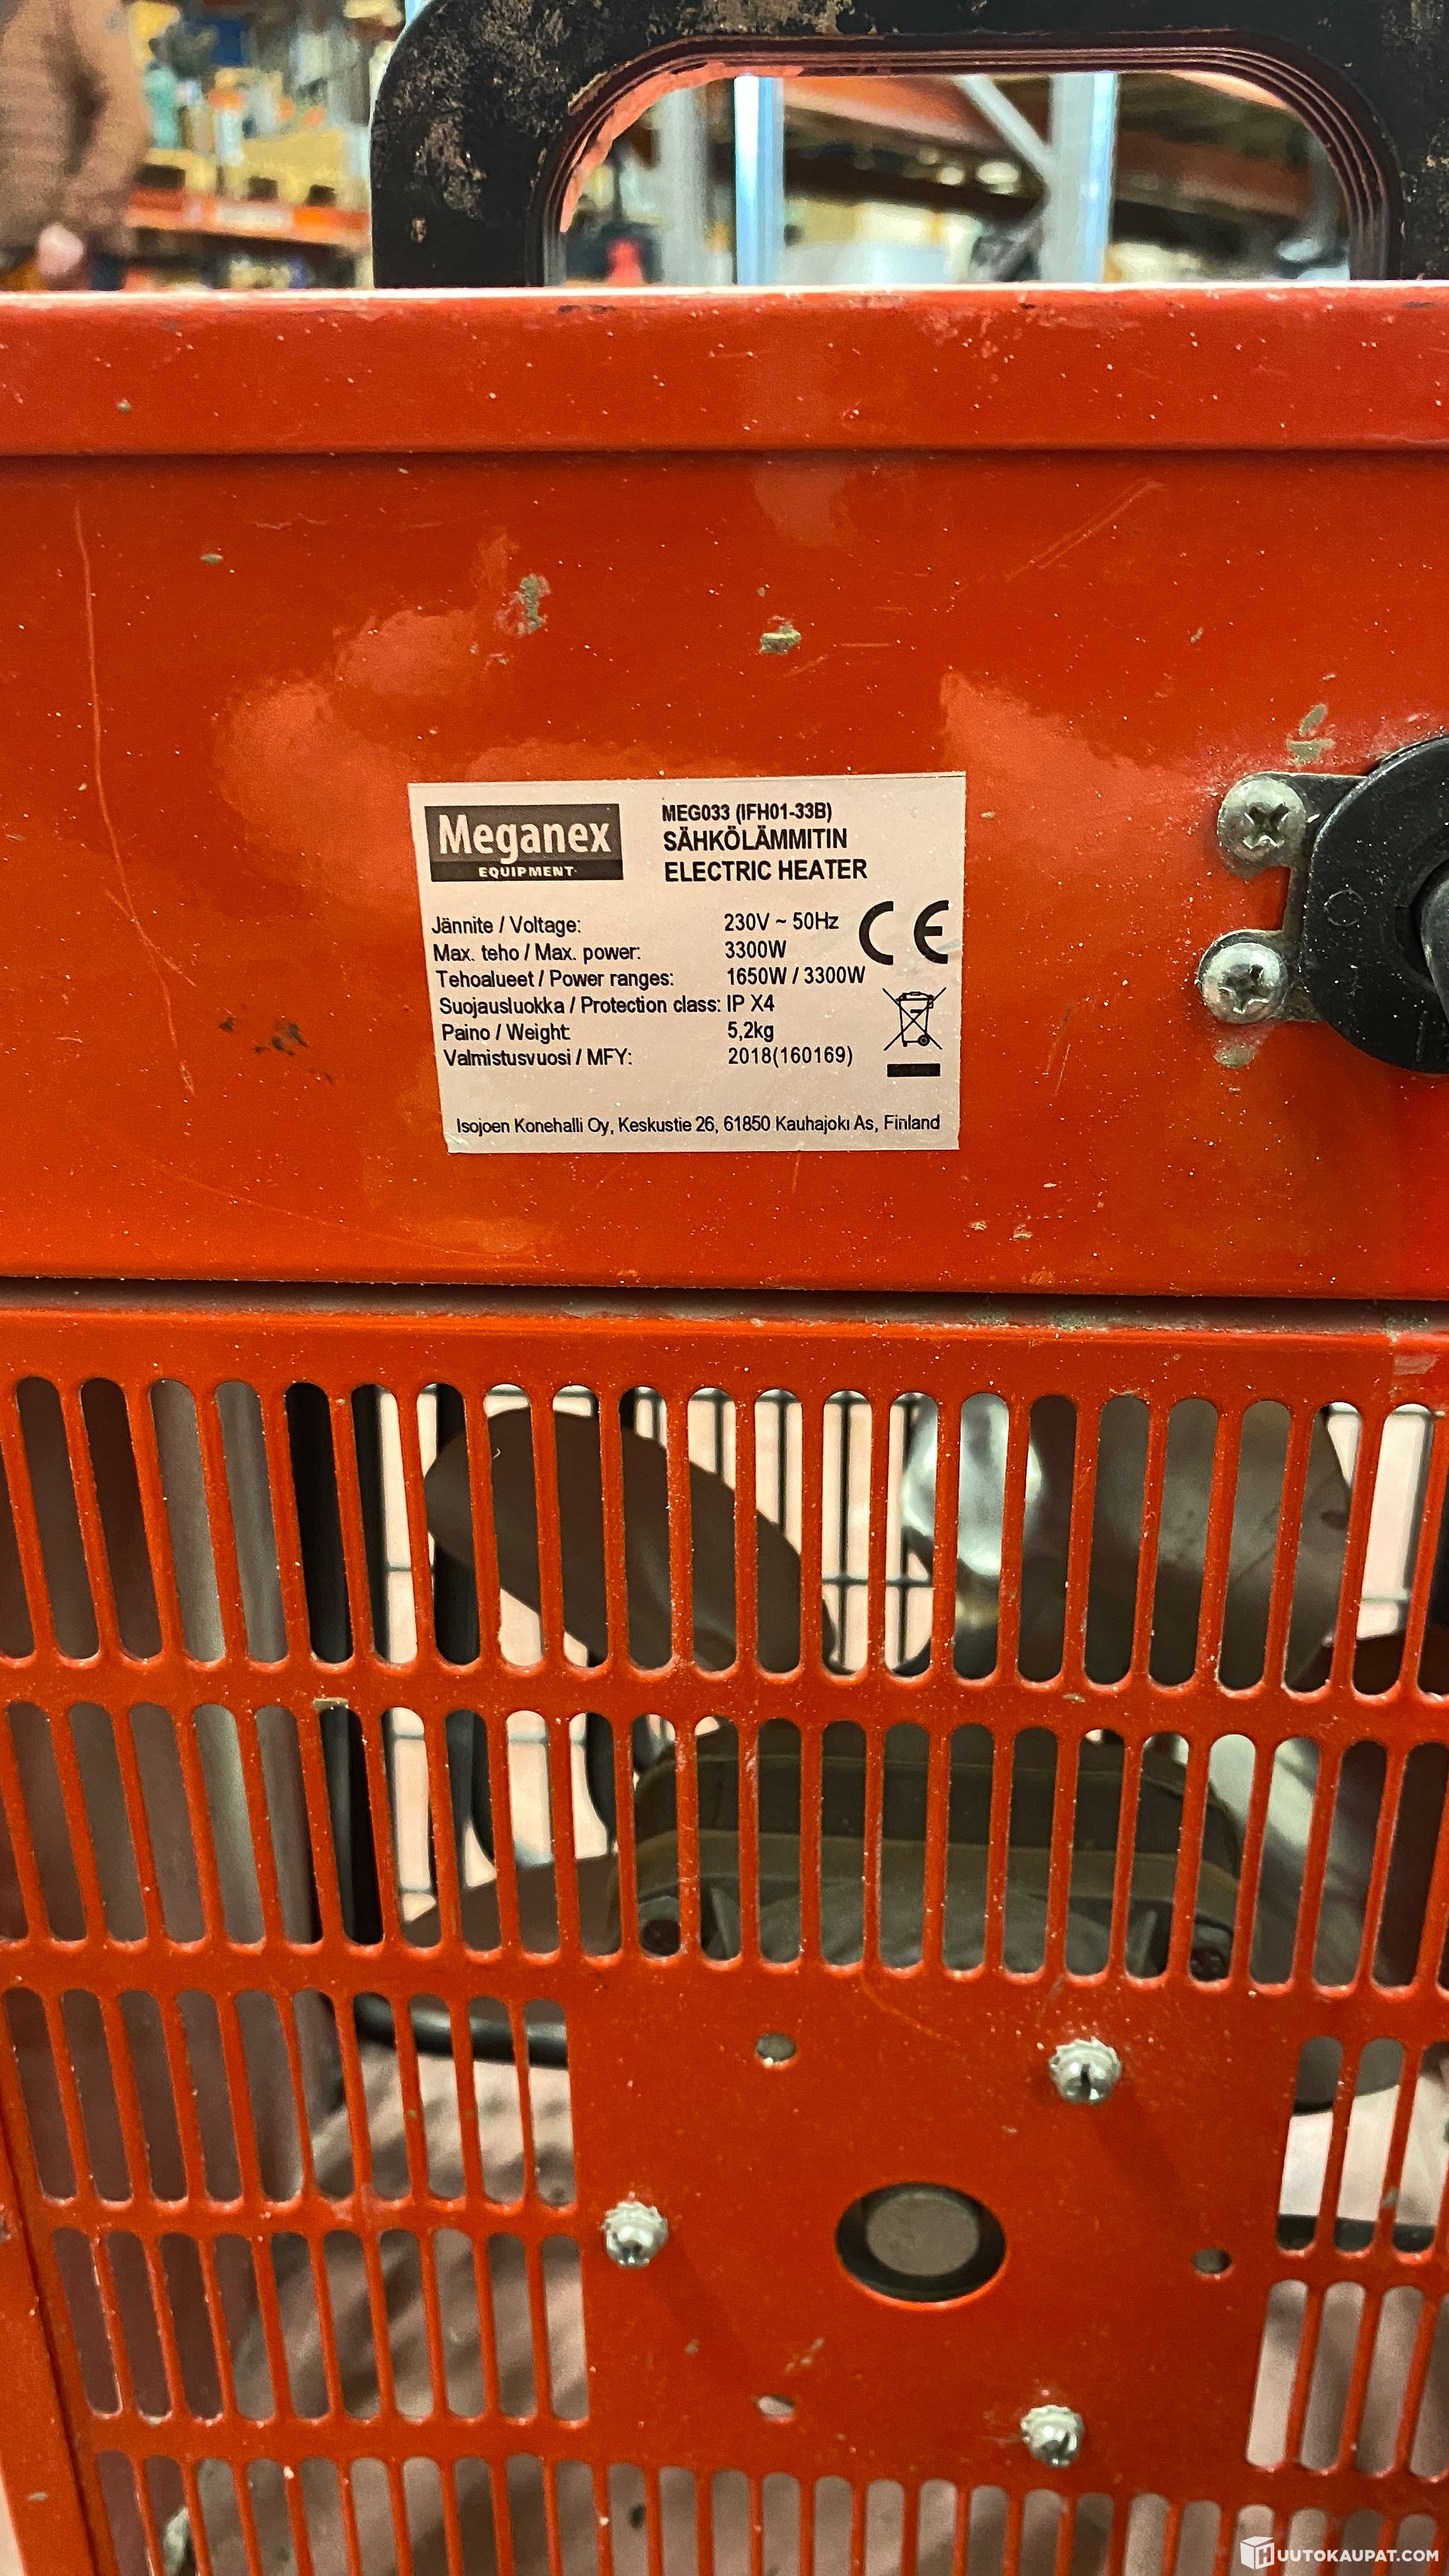 Meganex
EQUIPMENT
MEG033 (IFH01-33B)
SÄHKÖLÄMMITIN
ELECTRIC HEATER
Jännite / Voltage: 230V ~ 50Hz
Max. teho / Max. power: 3300W
Tehoalueet / Power ranges: 1650W / 3300W
Suojausluokka / Protection class: IP X4
Paino / Weight: 5,2kg
Valmistusvuosi / MFY: 2018(160169)
CE
Isojoen Konehalli Oy, Keskustie 26, 61850 Kauhajoki As, Finland
HUUTOKAUPAT.COM